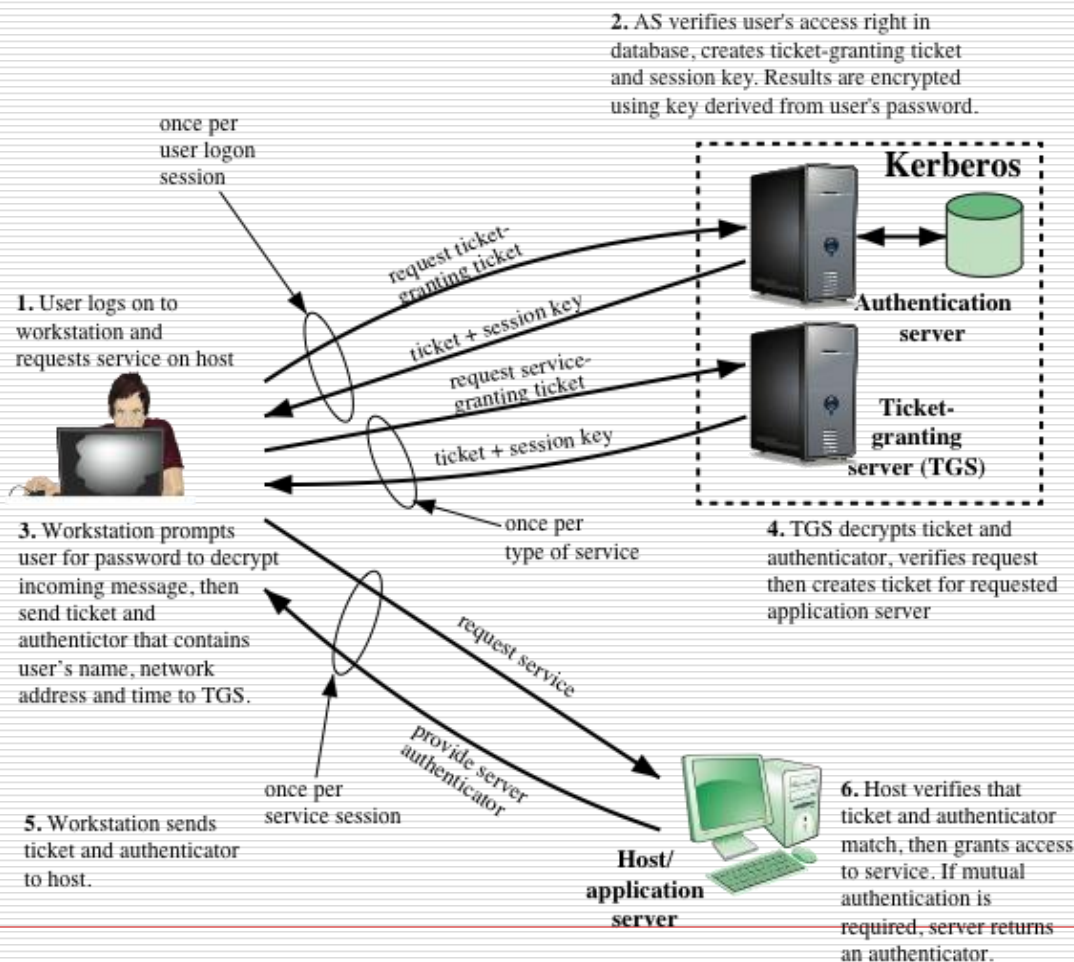 2. AS verifies user's access right in
database, creates ticket-granting ticket
and session key. Results are encrypted
using key derived from user's password.
once per
user logon
session
Kerberos
request ticket-
granting ticket
1. User logs on to
workstation and
requests service on host
ticket + session key
Authentication
server
request service-
granting ticket
ticket + session key
Ticket-
granting
server (TGS)
once per
type of service
3. Workstation prompts
user for password to decrypt
incoming message, then
send ticket and
authentictor that contains
user's name, network
address and time to TGS.
4. TGS decrypts ticket and
authenticator, verifies request
then creates ticket for requested
application server
request service
provide server
authenticator
once per
service session
5. Workstation sends
ticket and authenticator
to host.
Host/
application
server
6. Host verifies that
ticket and authenticator
match, then grants access
to service. If mutual
authentication is
required, server returns
an authenticator.